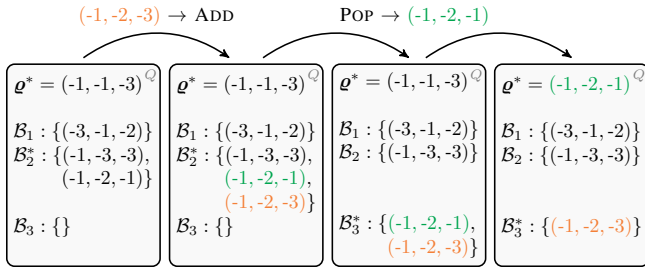 (-1, -2, -3) → ADD
POP → (-1, -2, -1)
Q
ϱ* = (-1, -1, -3)
B₁ : {(-3, -1, -2)}
B₂* : {(-1, -3, -3),
(-1, -2, -1)}
B₃ : {}
Q
ϱ* = (-1, -1, -3)
B₁ : {(-3, -1, -2)}
B₂* : {(-1, -3, -3),
(-1, -2, -1),
(-1, -2, -3)}
B₃ : {}
Q
ϱ* = (-1, -1, -3)
B₁ : {(-3, -1, -2)}
B₂ : {(-1, -3, -3)}
B₃* : {(-1, -2, -1),
(-1, -2, -3)}
Q
ϱ* = (-1, -2, -1)
B₁ : {(-3, -1, -2)}
B₂ : {(-1, -3, -3)}
B₃* : {(-1, -2, -3)}